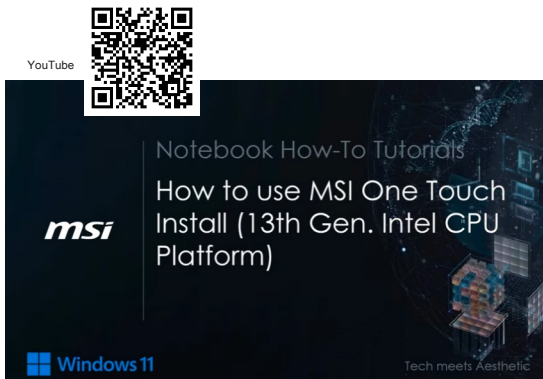 YouTube
Notebook How-To Tutorials
How to use MSI One Touch
Install (13th Gen. Intel CPU
Platform)
msi
Windows 11
Tech meets Aesthetic